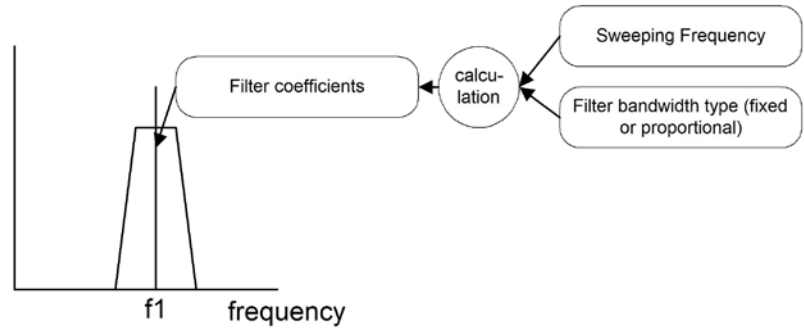 Sweeping Frequency
Filter coefficients
calcu-
lation
Filter bandwidth type (fixed
or proportional)
f1
frequency